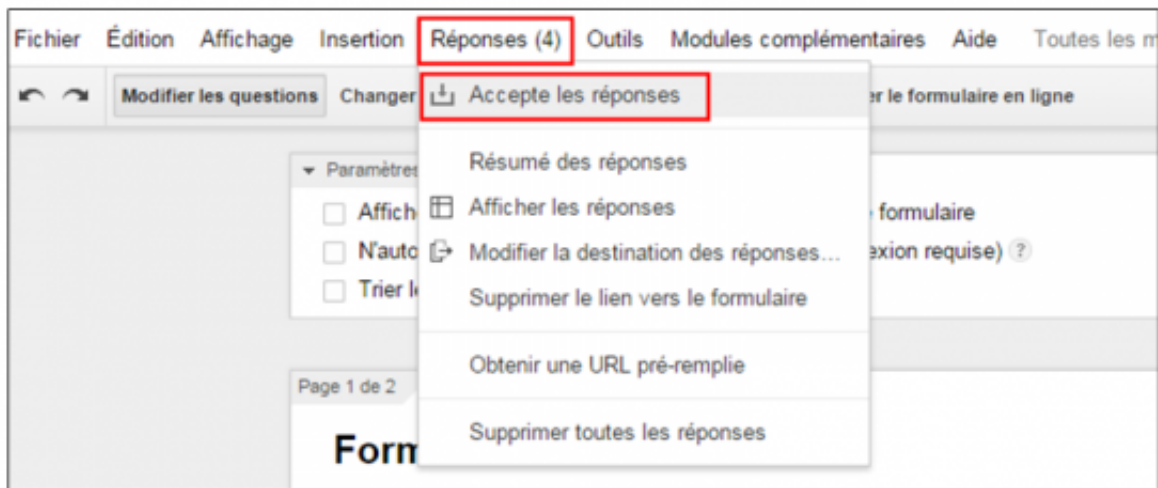 Fichier Édition Affichage Insertion Réponses (4) Outils Modules complémentaires Aide Toutes les m
Modifier les questions Changer er le formulaire en ligne
Accepte les réponses
Paramètres
Résumé des réponses
Affich formulaire
Afficher les réponses
N'auto exion requise) ?
Modifier la destination des réponses...
Trier l
Supprimer le lien vers le formulaire
Obtenir une URL pré-remplie
Page 1 de 2
Supprimer toutes les réponses
Form